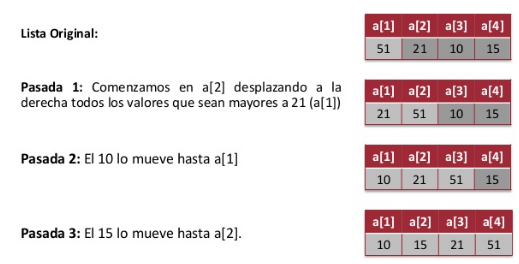 Lista Original:
a[1] a[2] a[3] a[4]
51 21 10 15
Pasada 1: Comenzamos en a[2] desplazando a la
derecha todos los valores que sean mayores a 21 (a[1])
a[1] a[2] a[3] a[4]
21 51 10 15
Pasada 2: El 10 lo mueve hasta a[1]
a[1] a[2] a[3] a[4]
10 21 51 15
Pasada 3: El 15 lo mueve hasta a[2].
a[1] a[2] a[3] a[4]
10 15 21 51